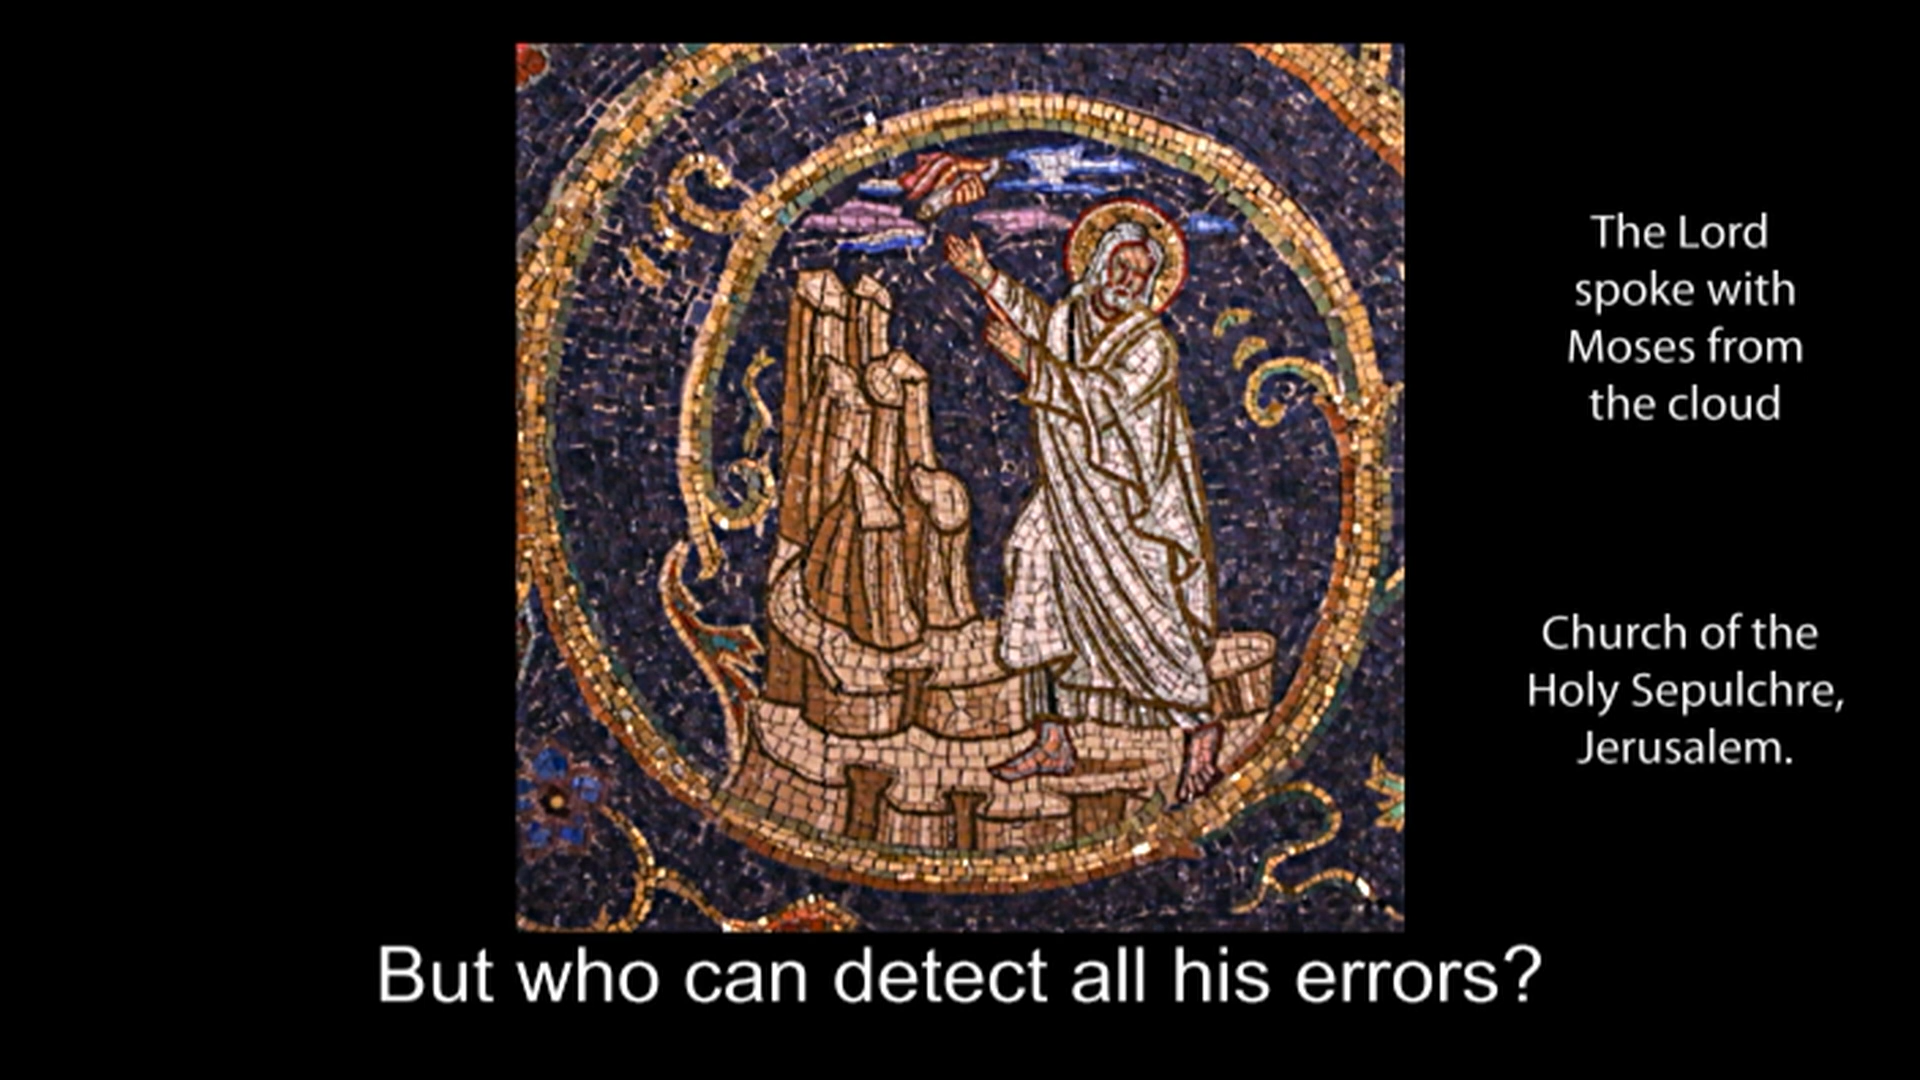 The Lord
spoke with
Moses from
the cloud
Church of the
Holy Sepulchre,
Jerusalem.
But who can detect all his errors?